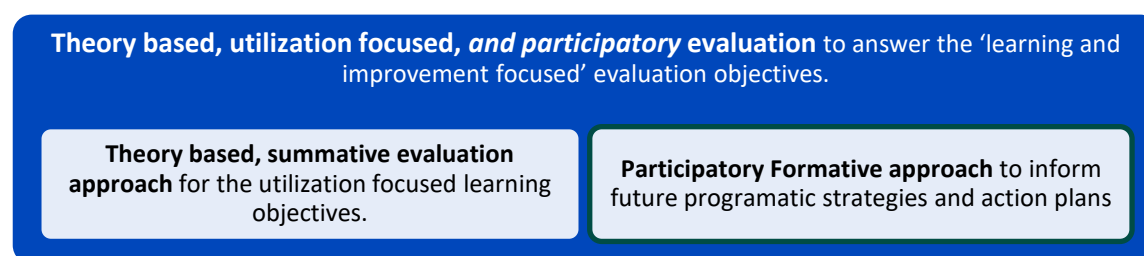 Theory based, utilization focused, and participatory evaluation to answer the ‘learning and
improvement focused’ evaluation objectives.
Theory based, summative evaluation
approach for the utilization focused learning
objectives.
Participatory Formative approach to inform
future programatic strategies and action plans